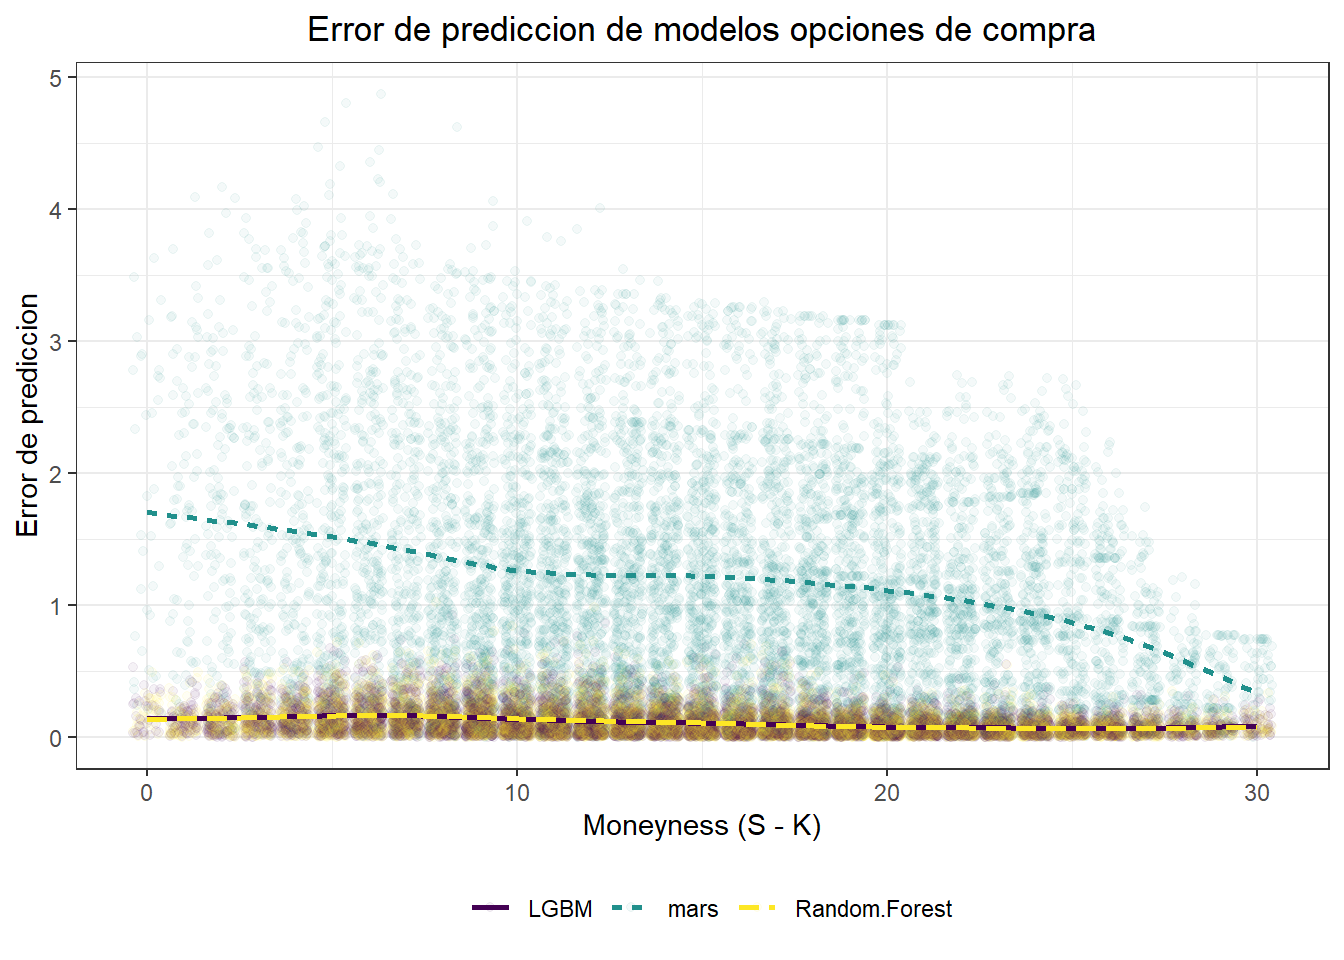 Error de prediccion de modelos opciones de compra
Error de prediccion
5
4
3
2
1
0
0 10 20 30
Moneyness (S - K)
LGBM mars Random.Forest